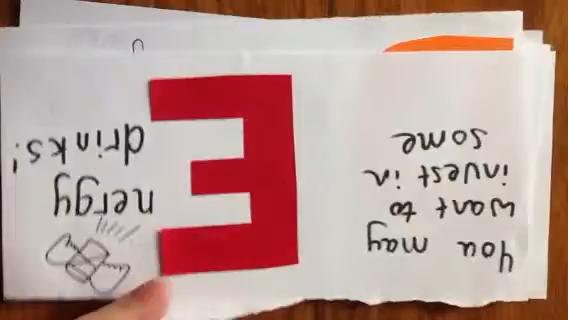 You may
want to
invest in
some
Energy
drinks!